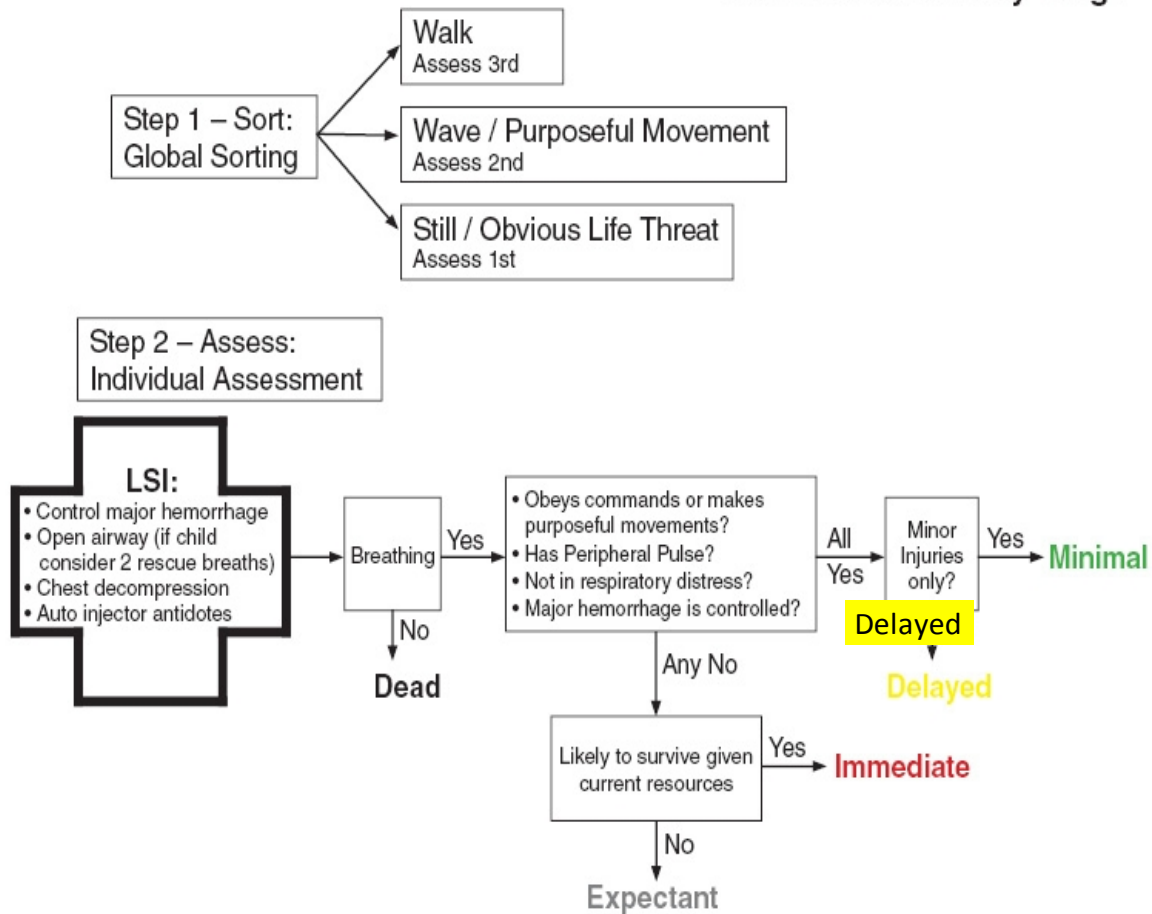 Walk
Assess 3rd
Step 1 – Sort:
Global Sorting
Wave / Purposeful Movement
Assess 2nd
Still / Obvious Life Threat
Assess 1st
Step 2 – Assess:
Individual Assessment
LSI:
• Control major hemorrhage
• Open airway (if child
consider 2 rescue breaths)
• Chest decompression
• Auto injector antidotes
Breathing
Yes
No
Dead
• Obeys commands or makes
purposeful movements?
• Has Peripheral Pulse?
• Not in respiratory distress?
• Major hemorrhage is controlled?
All
Yes
Minor
Injuries
only?
Yes
Minimal
Delayed
Delayed
Any No
Likely to survive given
current resources
Yes
Immediate
No
Expectant